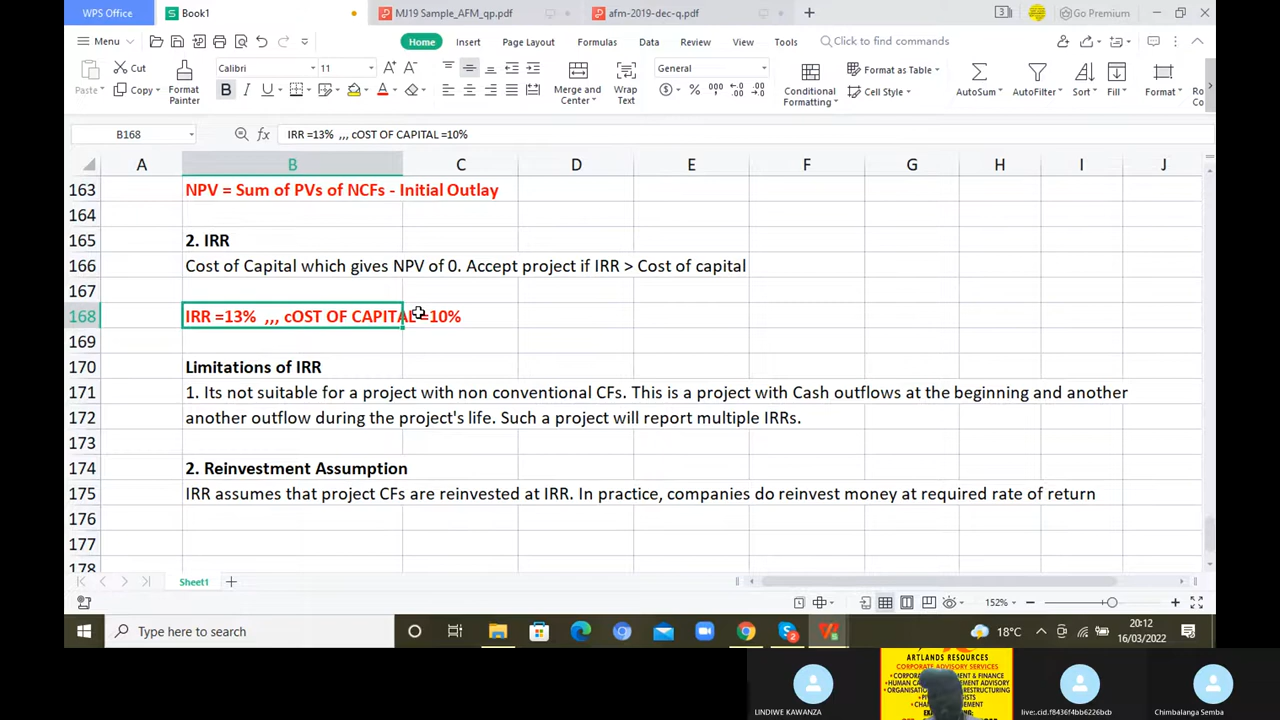 WPS Office
Book1
MJ19 Sample_AFM_qp.pdf
afm-2019-dec-q.pdf
Go Premium
Menu
Home
Insert
Page Layout
Formulas
Data
Review
View
Tools
Click to find commands
Paste
Cut
Copy
Format Painter
Calibri
11
Merge and Center
Wrap Text
General
Conditional Formatting
Format as Table
Cell Style
AutoSum
AutoFilter
Sort
Fill
Format
B168
IRR =13%  ,,, cOST OF CAPITAL =10%
A B C D E F G H I J
163 NPV = Sum of PVs of NCFs - Initial Outlay
164
165 2. IRR
166 Cost of Capital which gives NPV of 0. Accept project if IRR > Cost of capital
167
168 IRR =13%  ,,, cOST OF CAPITAL =10%
169
170 Limitations of IRR
171 1. Its not suitable for a project with non conventional CFs. This is a project with Cash outflows at the beginning and another
172 another outflow during the project's life. Such a project will report multiple IRRs.
173
174 2. Reinvestment Assumption
175 IRR assumes that project CFs are reinvested at IRR. In practice, companies do reinvest money at required rate of return
176
177
178
Sheet1
152%
Type here to search
18°C
20:12
16/03/2022
ARTLANDS RESOURCES
CORPORATE ADVISORY SERVICES
LINDIWE KAWANZA
live:.cid.f8436f4bb6226bcb
Chimbalanga Semba